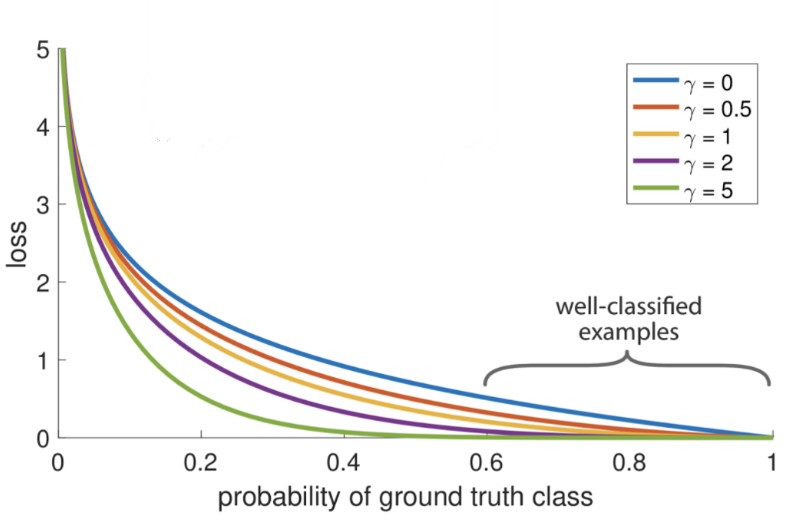 5
4
3
2
1
0
loss
γ = 0
γ = 0.5
γ = 1
γ = 2
γ = 5
well-classified
examples
0 0.2 0.4 0.6 0.8 1
probability of ground truth class